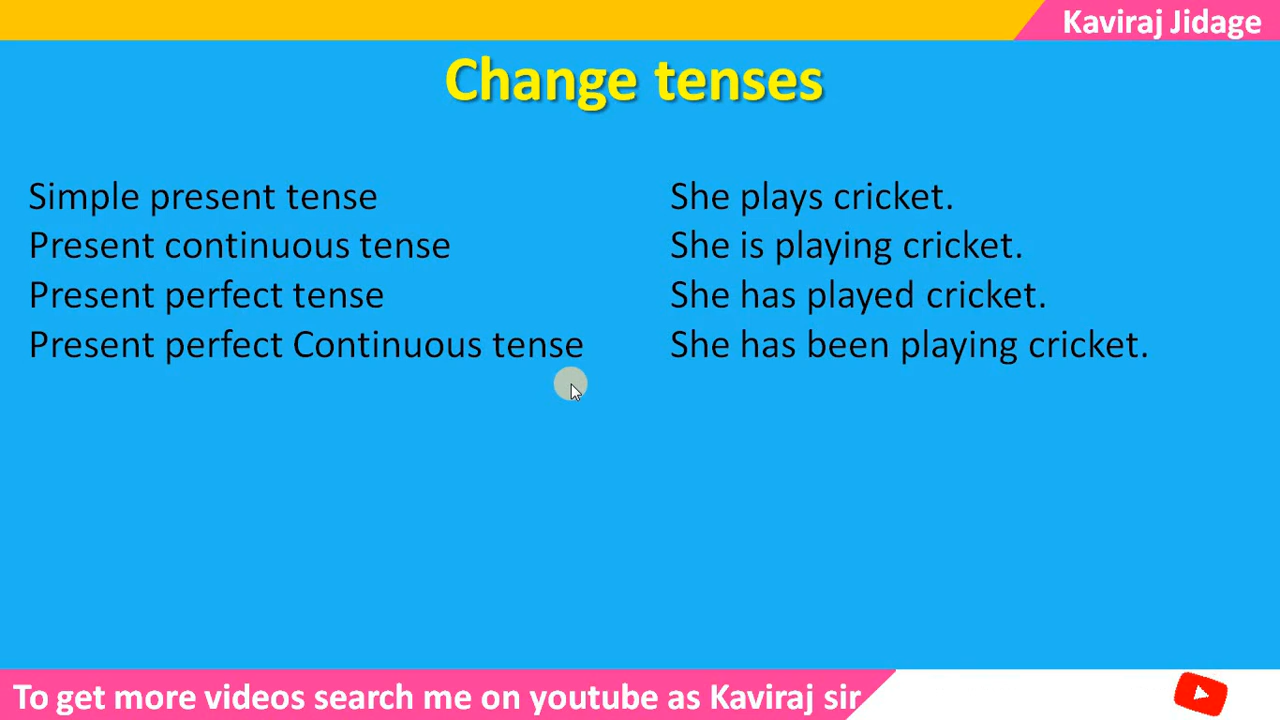 Kaviraj Jidage
Change tenses
Simple present tense She plays cricket.
Present continuous tense She is playing cricket.
Present perfect tense She has played cricket.
Present perfect Continuous tense She has been playing cricket.
To get more videos search me on youtube as Kaviraj sir